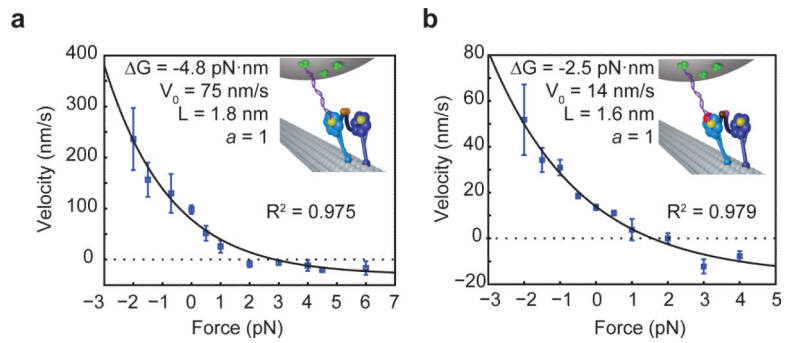 a
ΔG = -4.8 pN·nm
V₀ = 75 nm/s
L = 1.8 nm
a = 1
R² = 0.975
Velocity (nm/s)
400
300
200
100
0
−3 −2 −1 0 1 2 3 4 5 6 7
Force (pN)
b
ΔG = -2.5 pN·nm
V₀ = 14 nm/s
L = 1.6 nm
a = 1
R² = 0.979
Velocity (nm/s)
80
60
40
20
0
−20
−3 −2 −1 0 1 2 3 4 5
Force (pN)